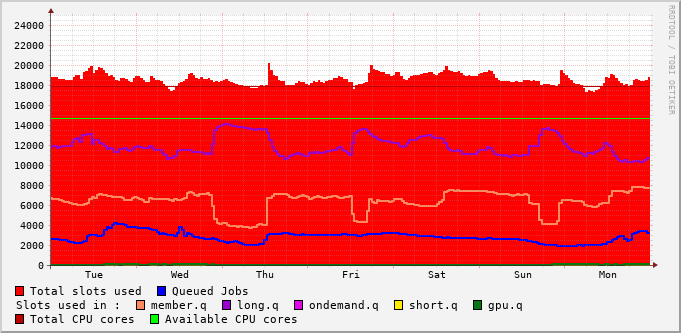 24000
22000
20000
18000
16000
14000
12000
10000
8000
6000
4000
2000
0
Tue Wed Thu Fri Sat Sun Mon
RRDTOOL / TOBI OETIKER
Total slots used Queued Jobs
Slots used in : member.q long.q ondemand.q short.q gpu.q
Total CPU cores Available CPU cores